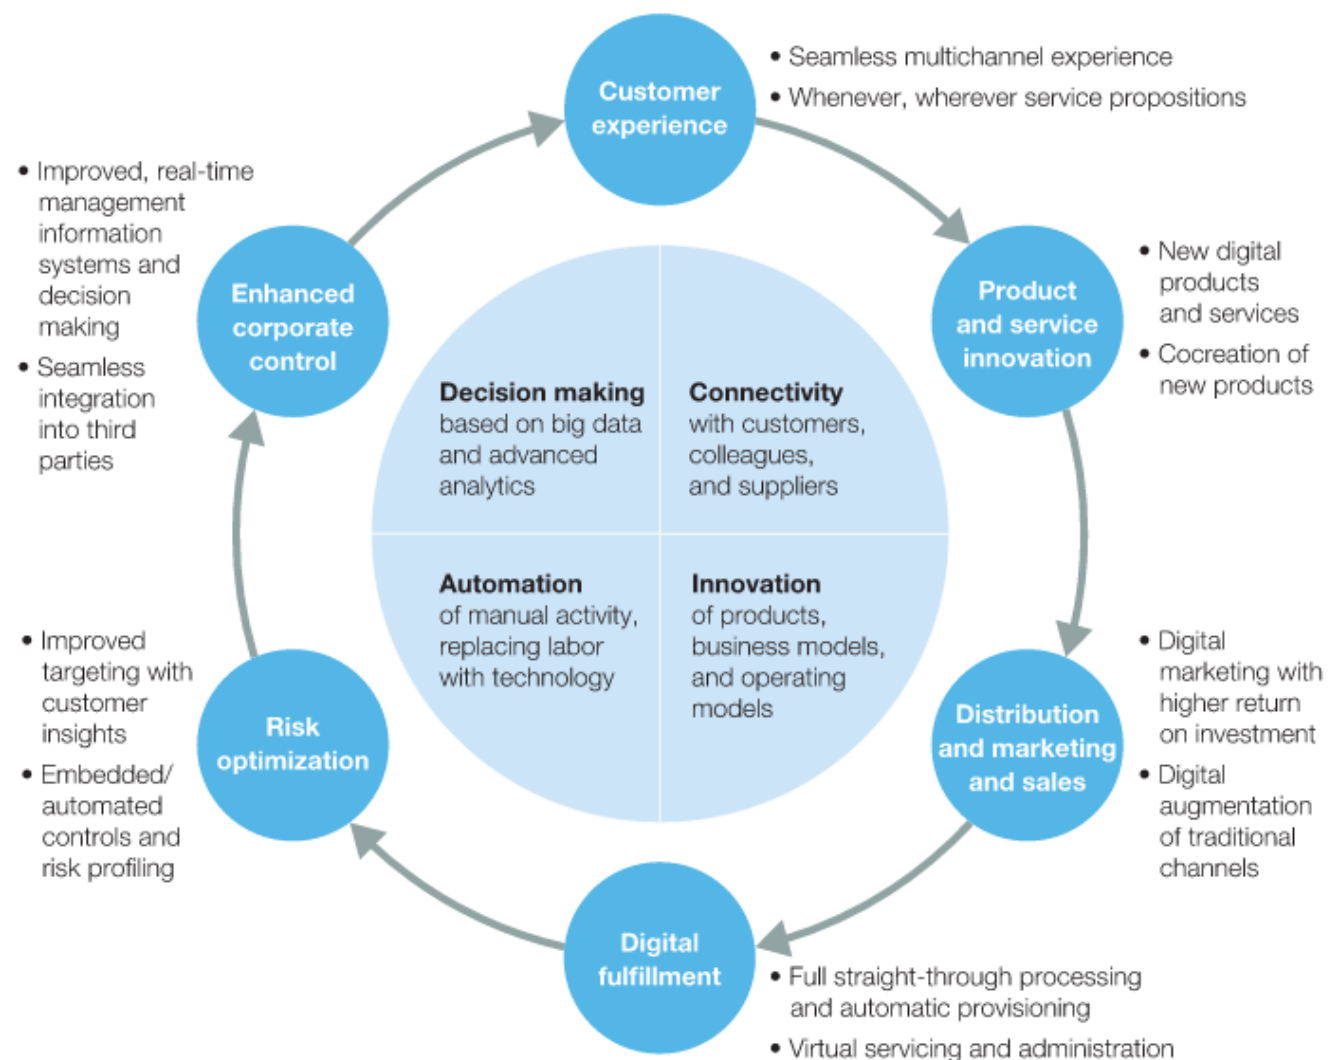 Customer
experience
• Seamless multichannel experience
• Whenever, wherever service propositions
Product
and service
innovation
• New digital
products
and services
• Cocreation of
new products
Distribution
and marketing
and sales
• Digital
marketing with
higher return
on investment
• Digital
augmentation
of traditional
channels
Digital
fulfillment
• Full straight-through processing
and automatic provisioning
• Virtual servicing and administration
Risk
optimization
• Improved
targeting with
customer
insights
• Embedded/
automated
controls and
risk profiling
Enhanced
corporate
control
• Improved, real-time
management
information
systems and
decision
making
• Seamless
integration
into third
parties
Decision making
based on big data
and advanced
analytics
Connectivity
with customers,
colleagues,
and suppliers
Automation
of manual activity,
replacing labor
with technology
Innovation
of products,
business models,
and operating
models